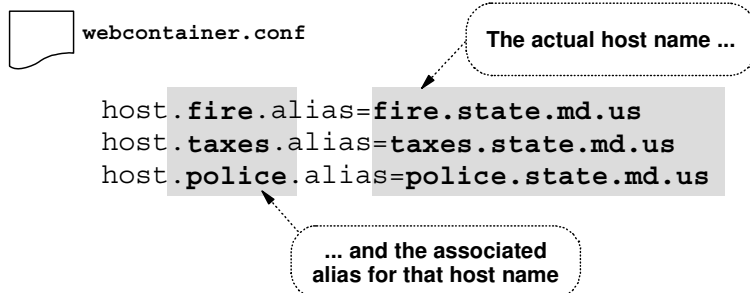 webcontainer.conf
The actual host name ...
host.fire.alias=fire.state.md.us
host.taxes.alias=taxes.state.md.us
host.police.alias=police.state.md.us
... and the associated
alias for that host name